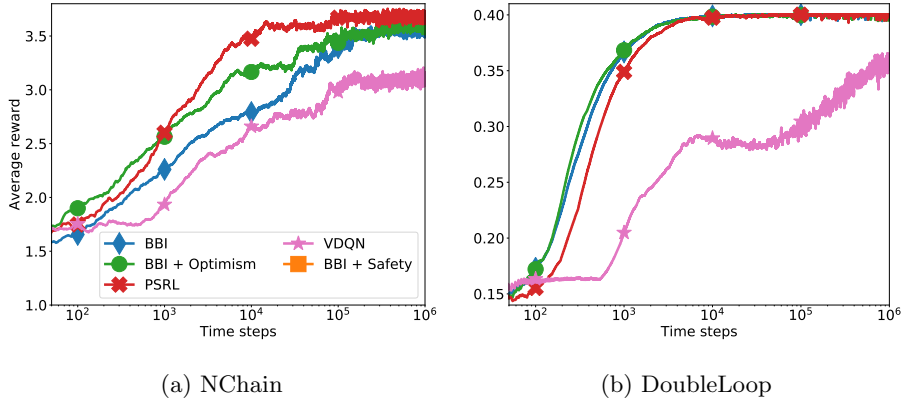 3.5
3.0
2.5
2.0
1.5
1.0
Average reward
BBI
BBI + Optimism
PSRL
VDQN
BBI + Safety
10^2
10^3
10^4
10^5
10^6
Time steps
(a) NChain
0.40
0.35
0.30
0.25
0.20
0.15
10^2
10^3
10^4
10^5
10^6
Time steps
(b) DoubleLoop